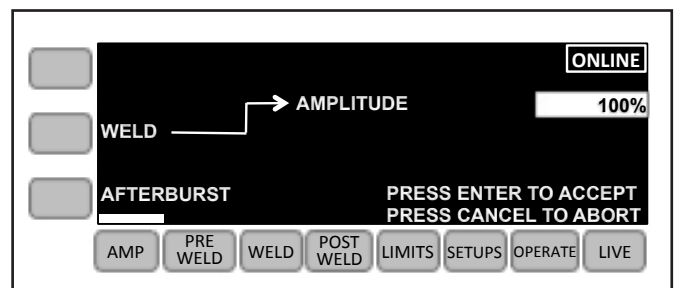 ONLINE
AMPLITUDE 100%
WELD
AFTERBURST PRESS ENTER TO ACCEPT
PRESS CANCEL TO ABORT
AMP PRE WELD WELD POST WELD LIMITS SETUPS OPERATE LIVE